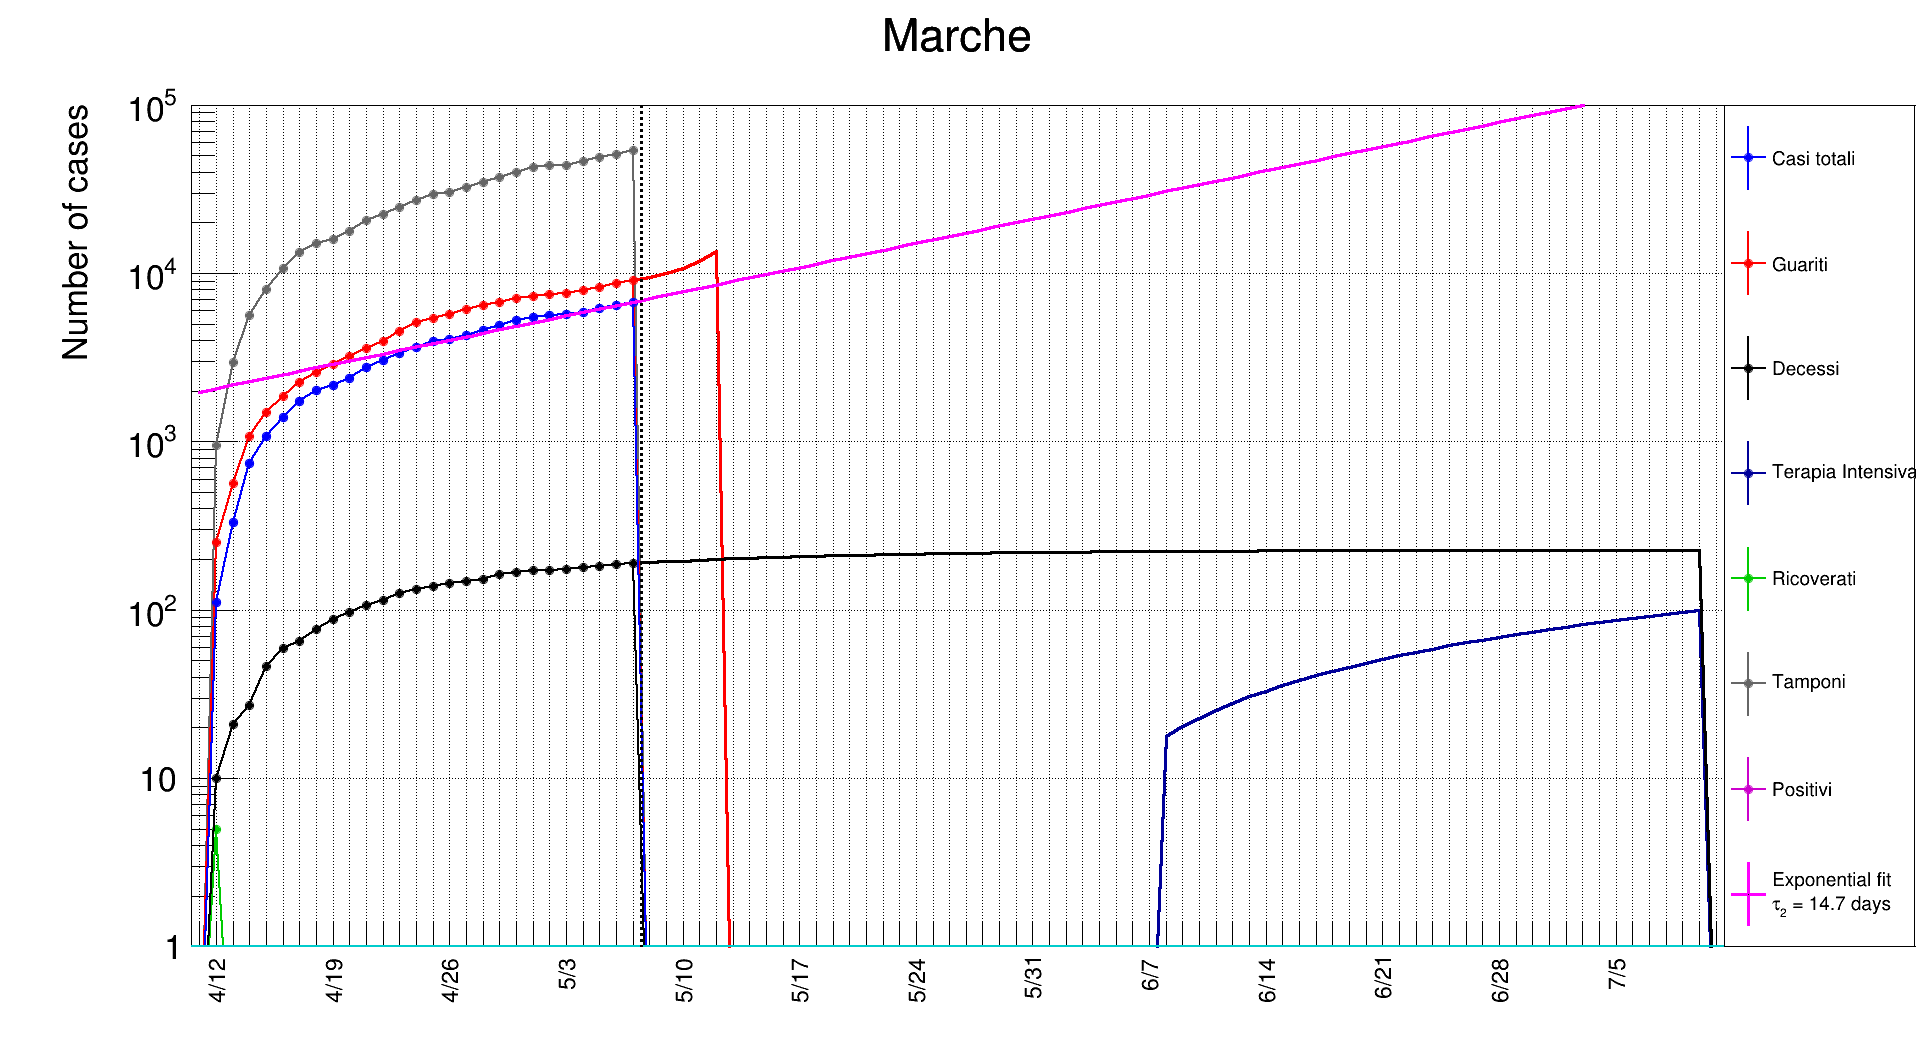 Marche
Number of cases
10^5
10^4
10^3
10^2
10
1
4/12
4/19
4/26
5/3
5/10
5/17
5/24
5/31
6/7
6/14
6/21
6/28
7/5
Casi totali
Guariti
Decessi
Terapia Intensiva
Ricoverati
Tamponi
Positivi
Exponential fit
τ_2 = 14.7 days